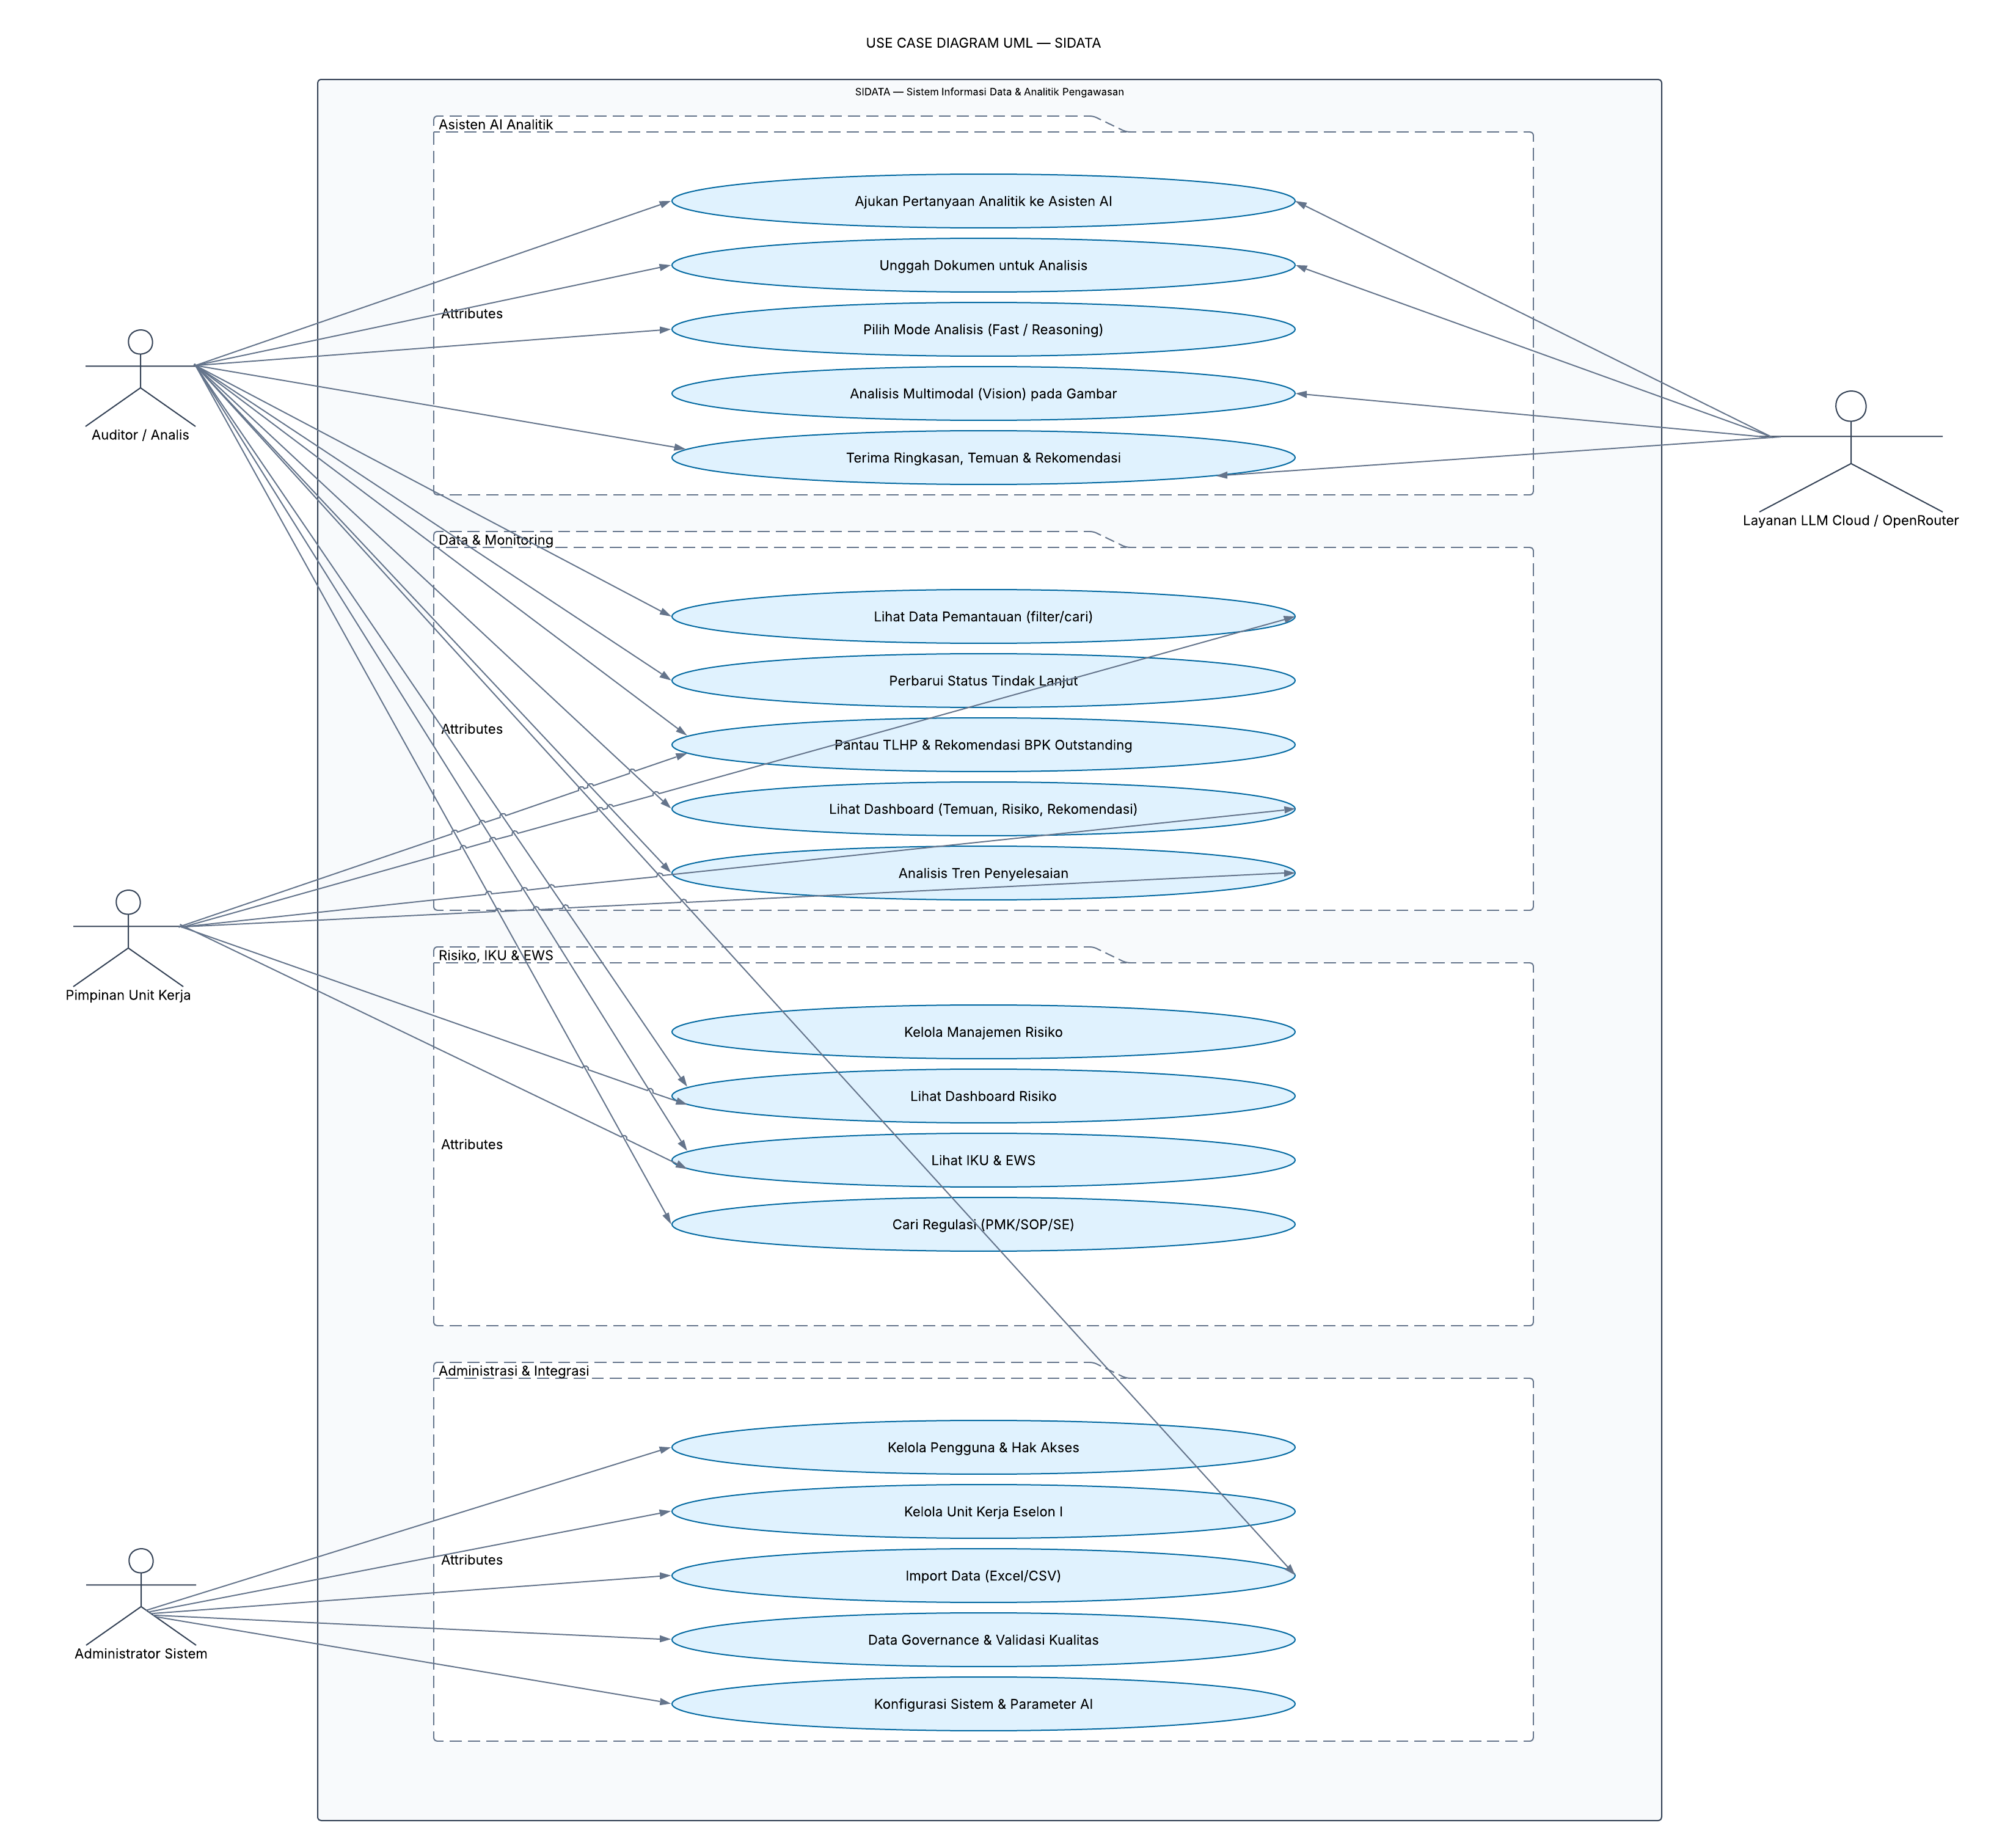 USE CASE DIAGRAM UML — SIDATA
SIDATA — Sistem Informasi Data & Analitik Pengawasan
Asisten AI Analitik
Ajukan Pertanyaan Analitik ke Asisten AI
Unggah Dokumen untuk Analisis
Attributes
Pilih Mode Analisis (Fast / Reasoning)
Analisis Multimodal (Vision) pada Gambar
Terima Ringkasan, Temuan & Rekomendasi
Auditor / Analis
Layanan LLM Cloud / OpenRouter
Data & Monitoring
Lihat Data Pemantauan (filter/cari)
Perbarui Status Tindak Lanjut
Attributes
Pantau TLHP & Rekomendasi BPK Outstanding
Lihat Dashboard (Temuan, Risiko, Rekomendasi)
Analisis Tren Penyelesaian
Pimpinan Unit Kerja
Risiko, IKU & EWS
Kelola Manajemen Risiko
Lihat Dashboard Risiko
Attributes
Lihat IKU & EWS
Cari Regulasi (PMK/SOP/SE)
Administrasi & Integrasi
Kelola Pengguna & Hak Akses
Kelola Unit Kerja Eselon I
Attributes
Import Data (Excel/CSV)
Data Governance & Validasi Kualitas
Konfigurasi Sistem & Parameter AI
Administrator Sistem